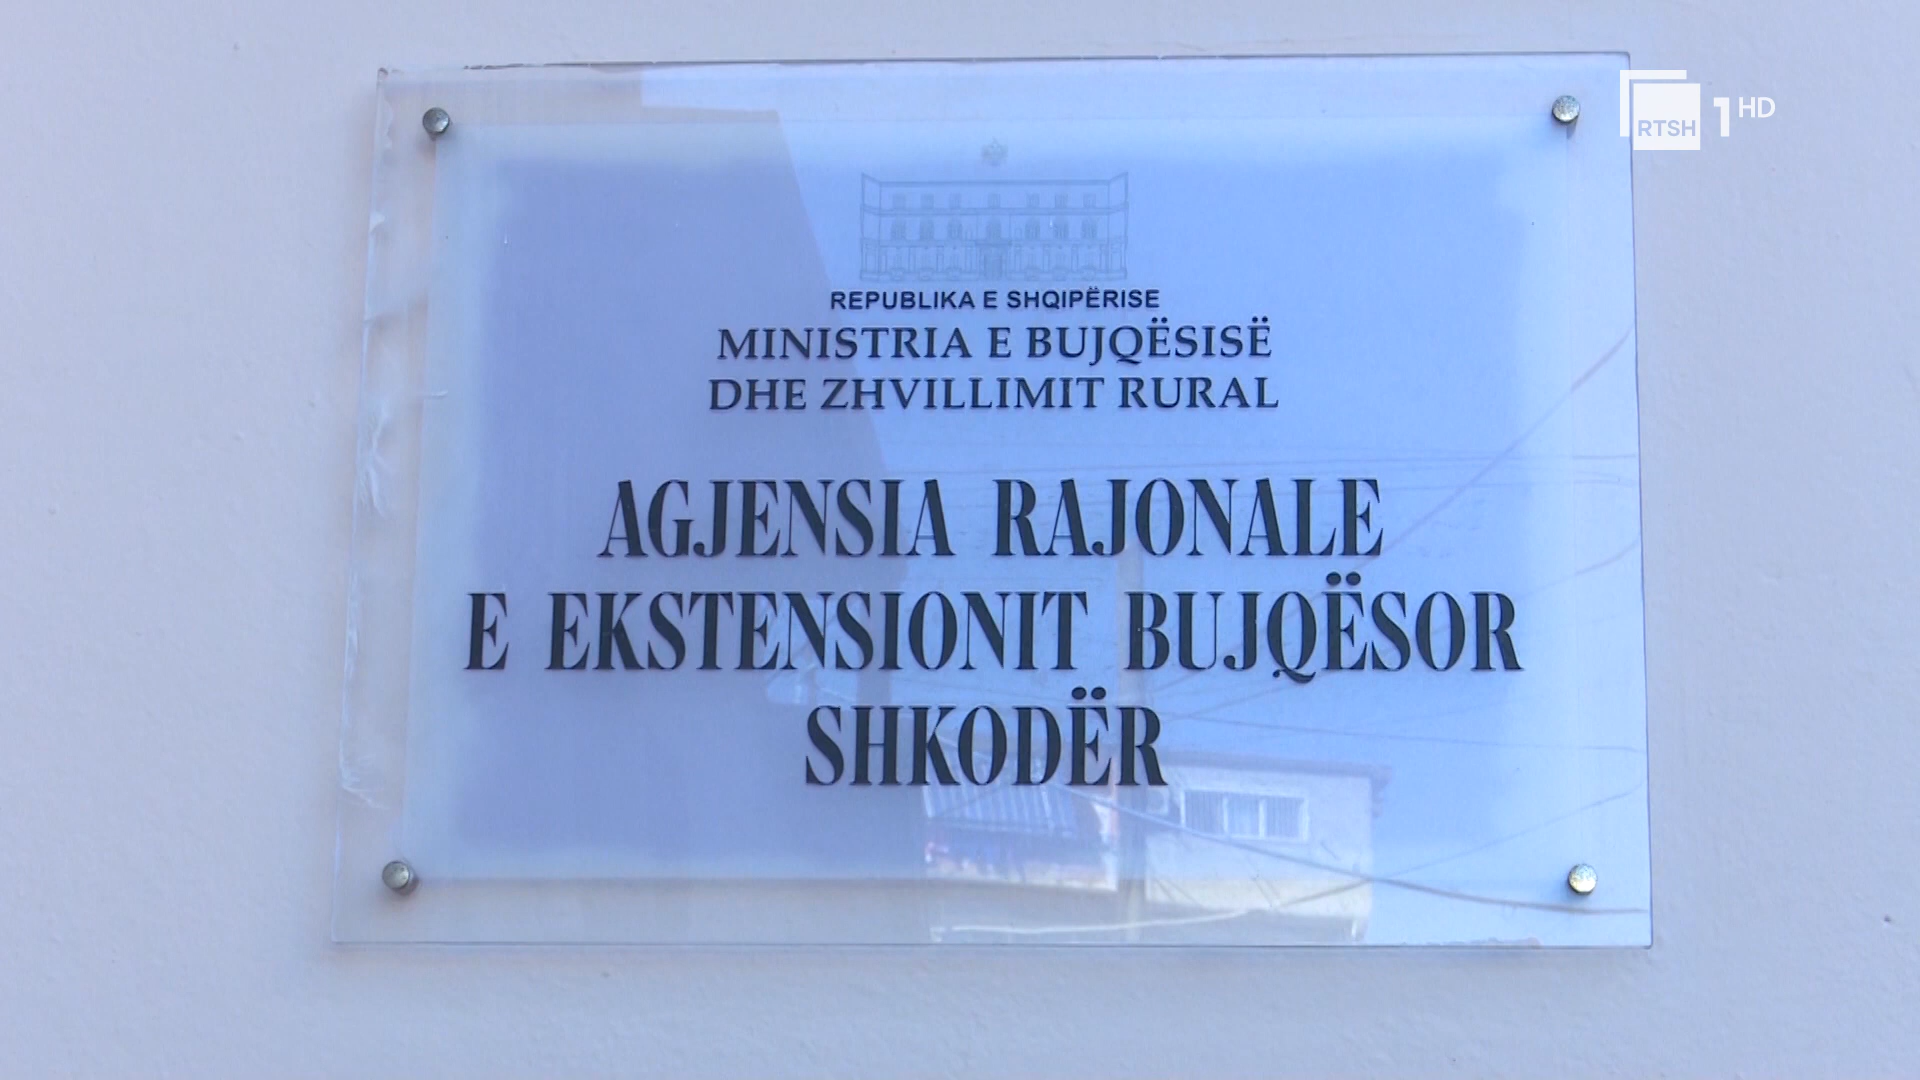 RTSH 1 HD
REPUBLIKA E SHQIPËRISE
MINISTRIA E BUJQËSISË
DHE ZHVILLIMIT RURAL
AGJENSIA RAJONALE
E EKSTENSIONIT BUJQËSOR
SHKODËR